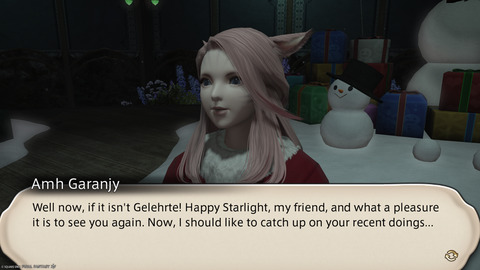 Amh Garanjy
Well now, if it isn't Gelehrte! Happy Starlight, my friend, and what a pleasure
it is to see you again. Now, I should like to catch up on your recent doings...